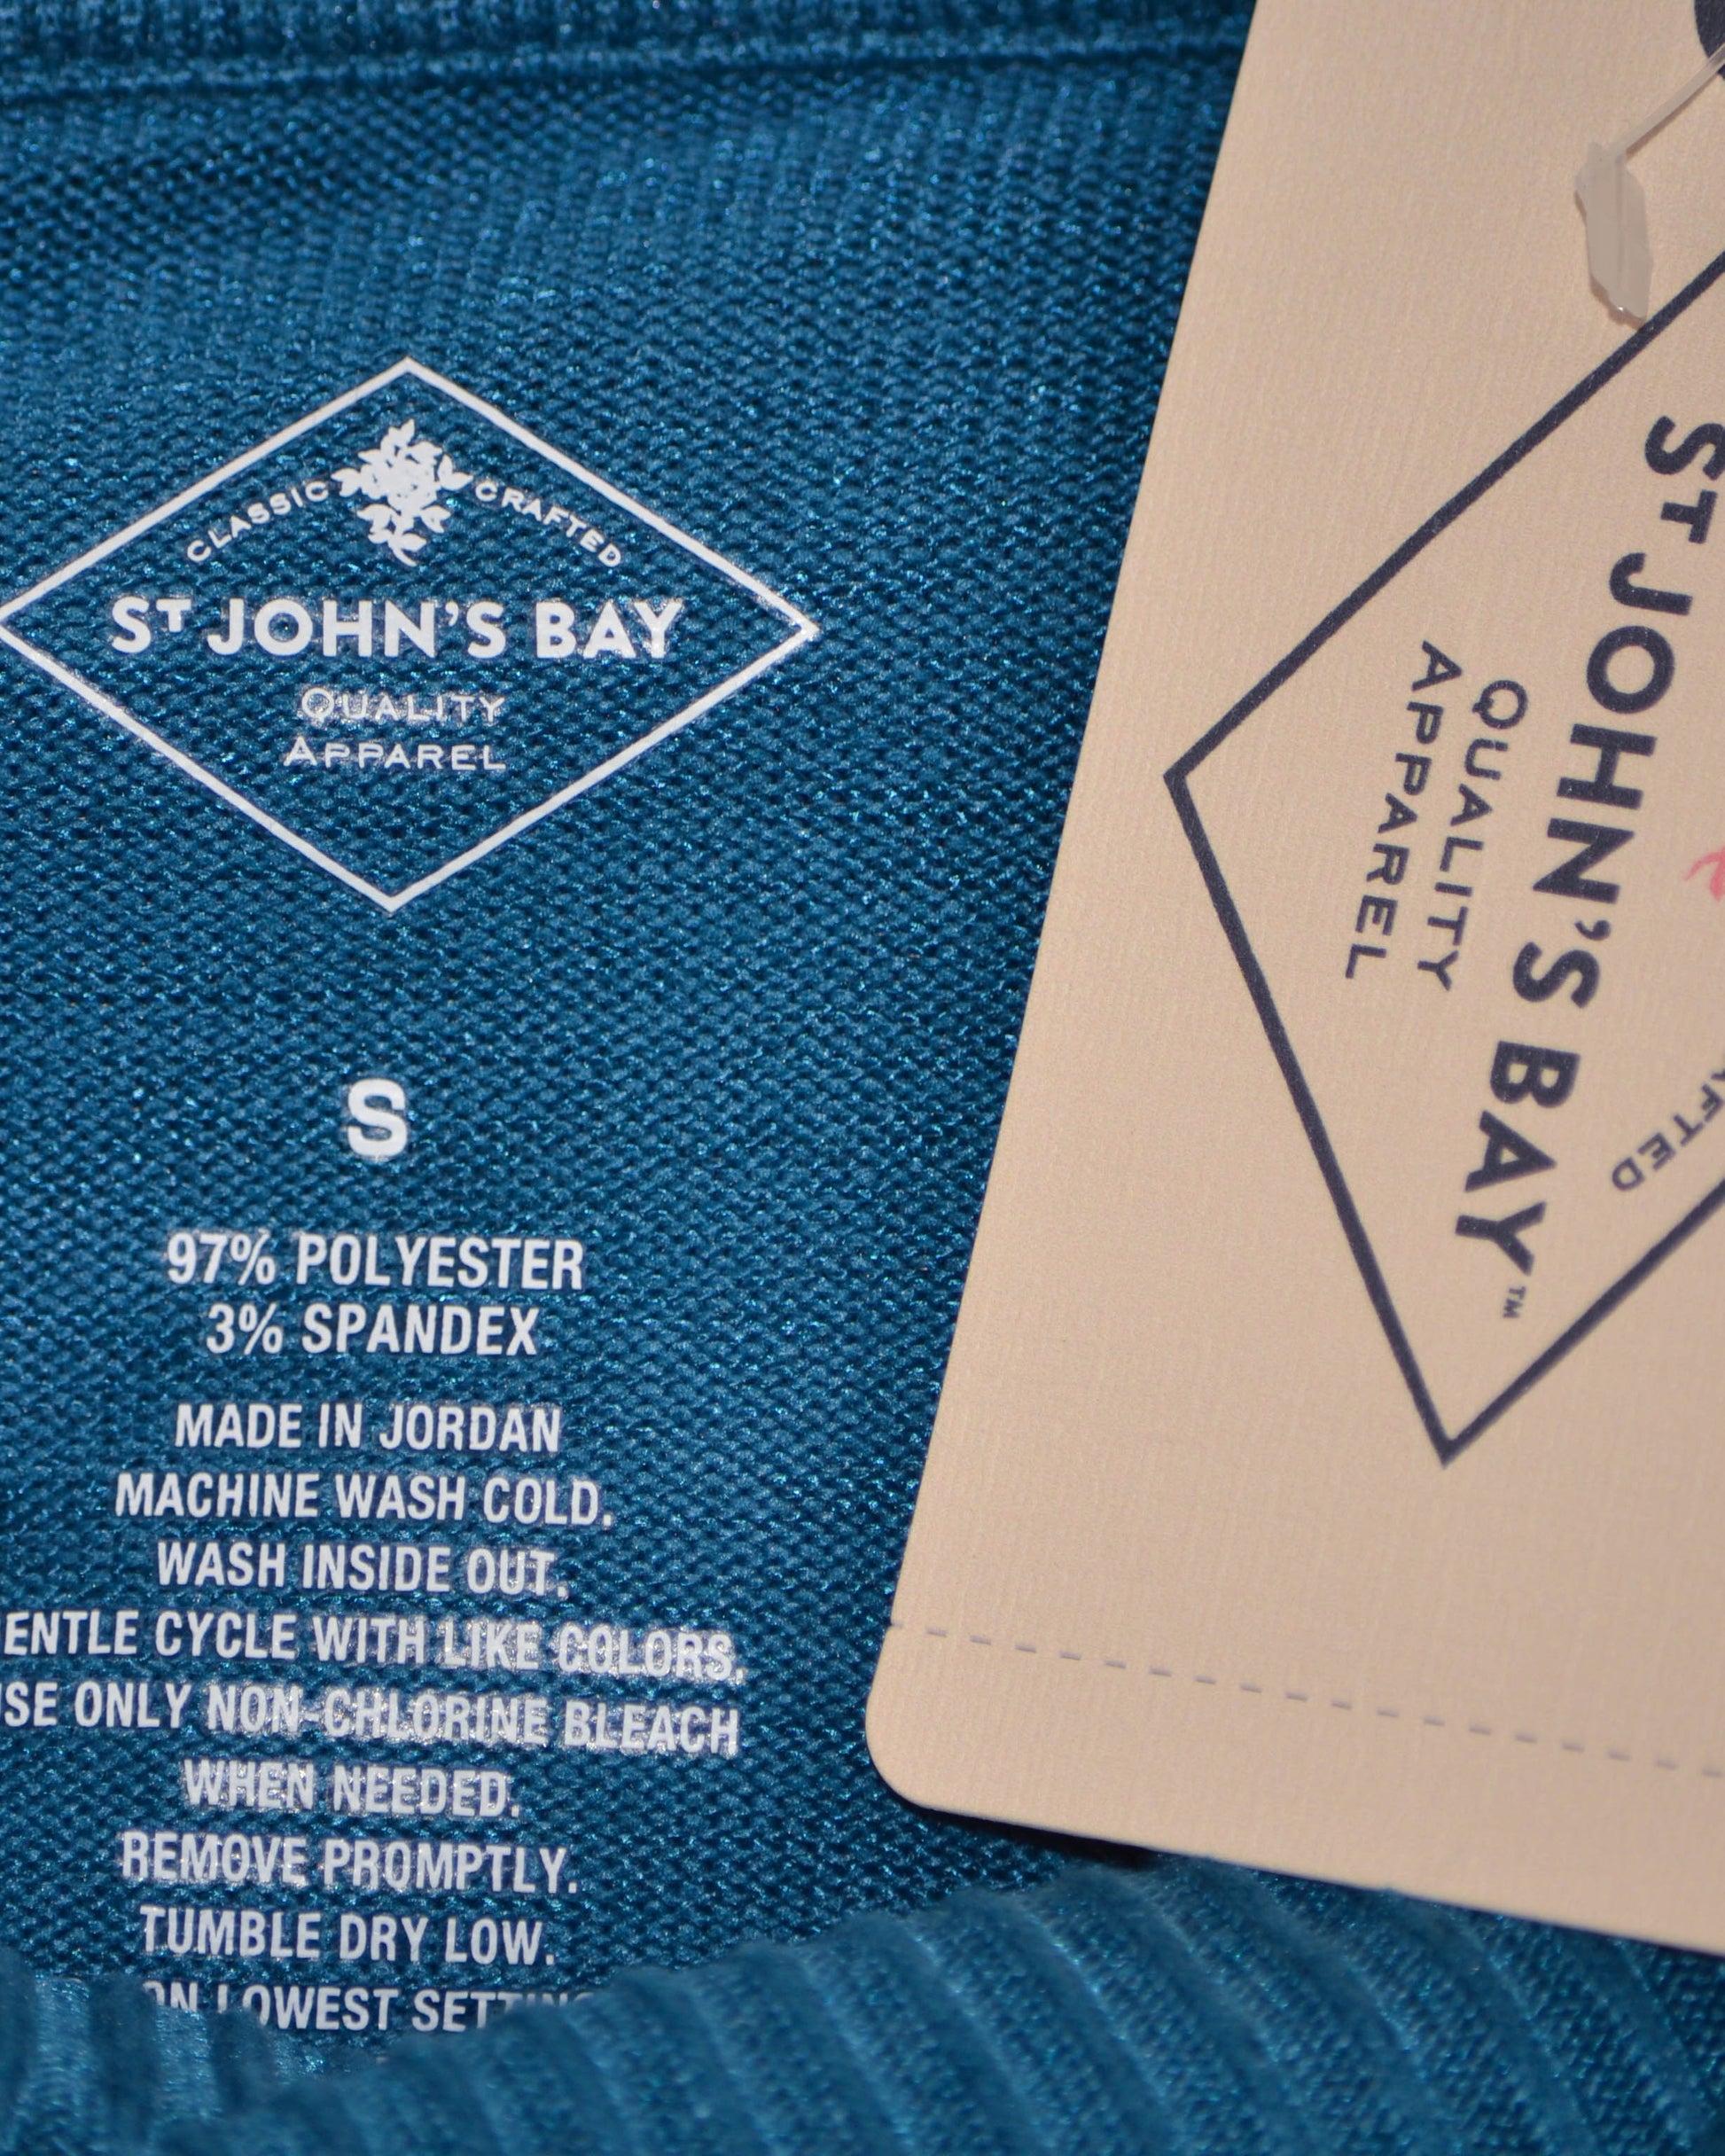 CLASSIC CRAFTED
ST JOHN'S BAY
QUALITY
APPAREL
S
97% POLYESTER
3% SPANDEX
MADE IN JORDAN
MACHINE WASH COLD.
WASH INSIDE OUT.
CYCLE WITH LIKE COLORS.
ONLY NON-CHLORINE BLEACH
WHEN NEEDED.
REMOVE PROMPTLY.
TUMBLE DRY LOW.
ON LOWEST
ST JOHN'S BAY™
QUALITY
APPAREL